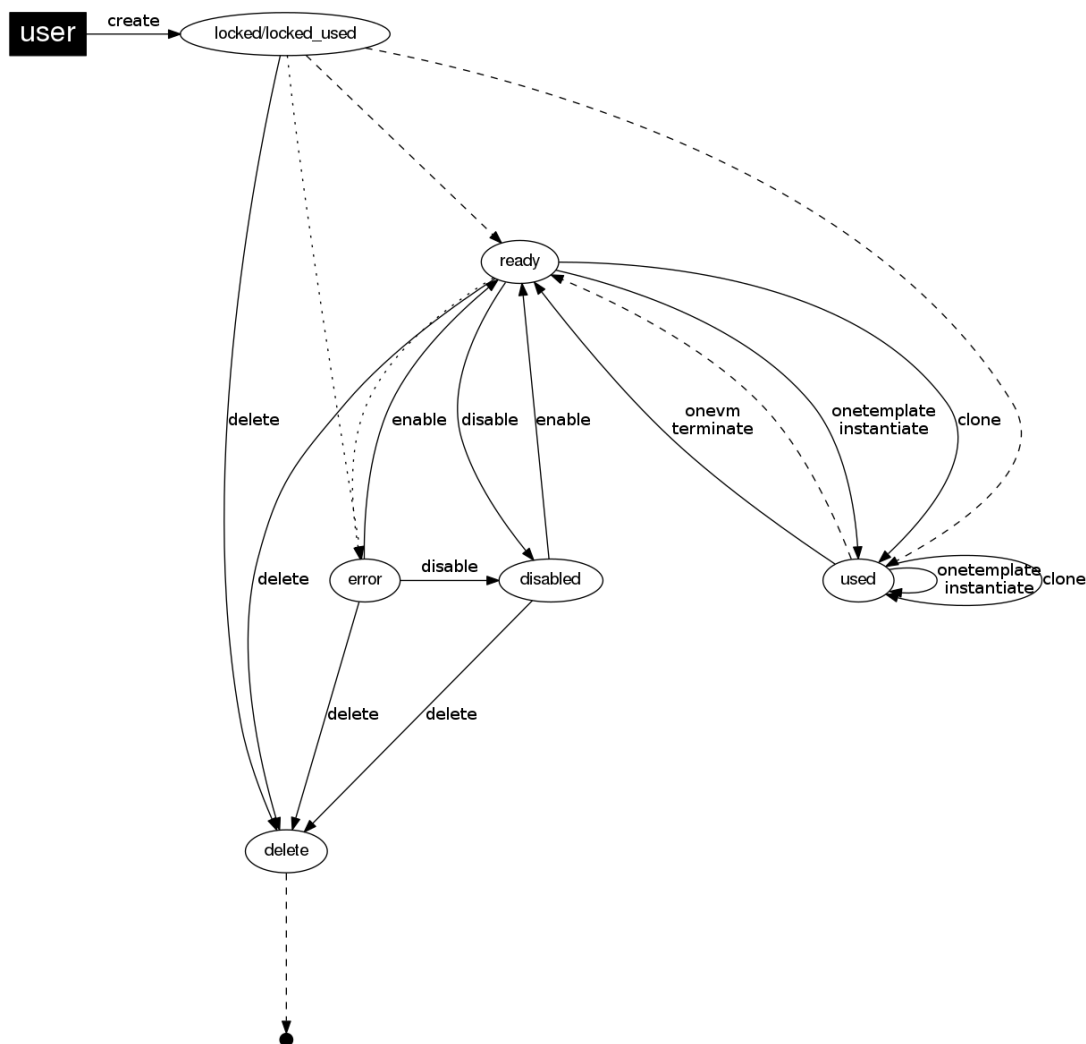 user
create
locked/locked_used
ready
delete
enable
disable
enable
onevm
terminate
onetemplate
instantiate
clone
delete
error
disable
disabled
used
onetemplate
instantiate
clone
delete
delete
delete